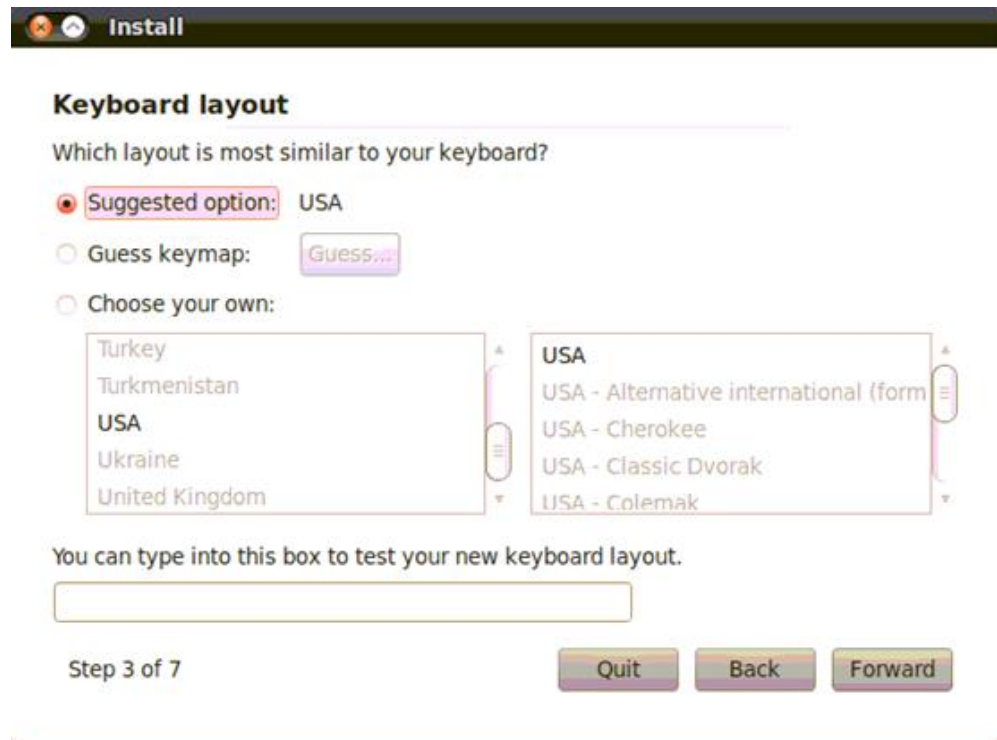 Install
Keyboard layout
Which layout is most similar to your keyboard?
Suggested option: USA
Guess keymap: Guess...
Choose your own:
Turkey
Turkmenistan
USA
Ukraine
United Kingdom
USA
USA - Alternative international (form
USA - Cherokee
USA - Classic Dvorak
USA - Colemak
You can type into this box to test your new keyboard layout.
Step 3 of 7
Quit Back Forward